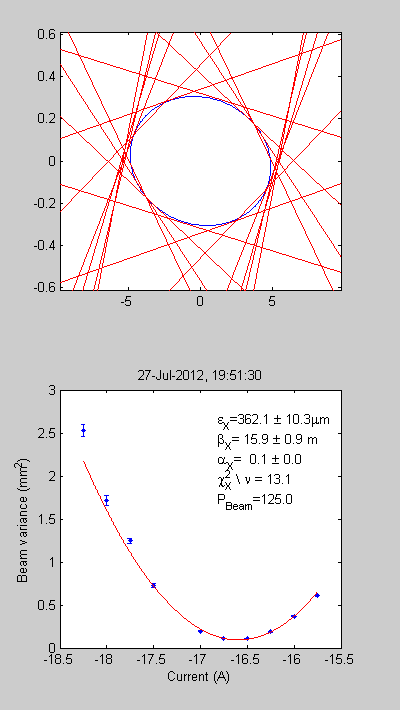 0.6
0.4
0.2
0
-0.2
-0.4
-0.6
-5 0 5
27-Jul-2012, 19:51:30
3
2.5
2
1.5
1
0.5
0
Beam variance (mm²)
εX=362.1 ± 10.3μm
βX= 15.9 ± 0.9 m
αX=  0.1 ± 0.0
χX² \ ν = 13.1
PBeam=125.0
-18.5 -18 -17.5 -17 -16.5 -16 -15.5
Current (A)